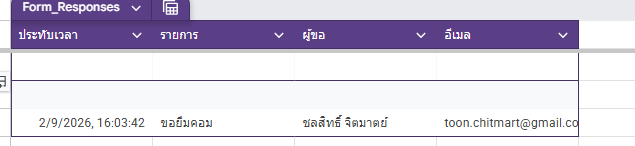 Form_Responses
ประทับเวลา รายการ ผู้ขอ อีเมล
2/9/2026, 16:03:42 ขอยืมคอม ชลสิทธิ์ จิตมาตย์ toon.chitmart@gmail.co